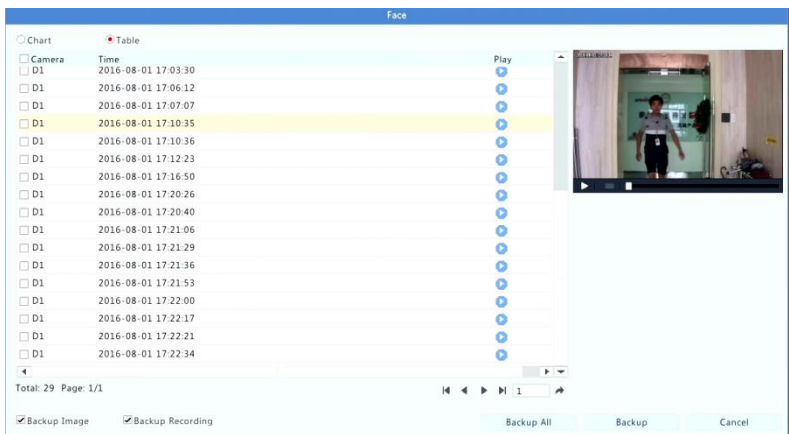 Face
Chart Table
Camera Time Play
D1 2016-08-01 17:03:30
D1 2016-08-01 17:06:12
D1 2016-08-01 17:07:07
D1 2016-08-01 17:10:35
D1 2016-08-01 17:10:36
D1 2016-08-01 17:12:23
D1 2016-08-01 17:16:50
D1 2016-08-01 17:20:26
D1 2016-08-01 17:20:40
D1 2016-08-01 17:21:06
D1 2016-08-01 17:21:29
D1 2016-08-01 17:21:36
D1 2016-08-01 17:21:53
D1 2016-08-01 17:22:00
D1 2016-08-01 17:22:17
D1 2016-08-01 17:22:21
D1 2016-08-01 17:22:34
Total: 29 Page: 1/1 1
Backup Image Backup Recording Backup All Backup Cancel